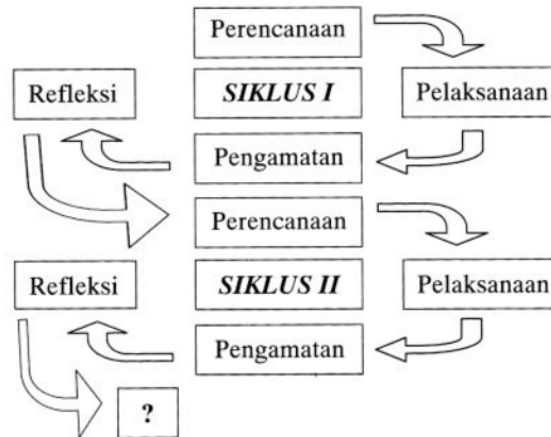 Perencanaan
Refleksi
SIKLUS I
Pelaksanaan
Pengamatan
Perencanaan
Refleksi
SIKLUS II
Pelaksanaan
Pengamatan
?